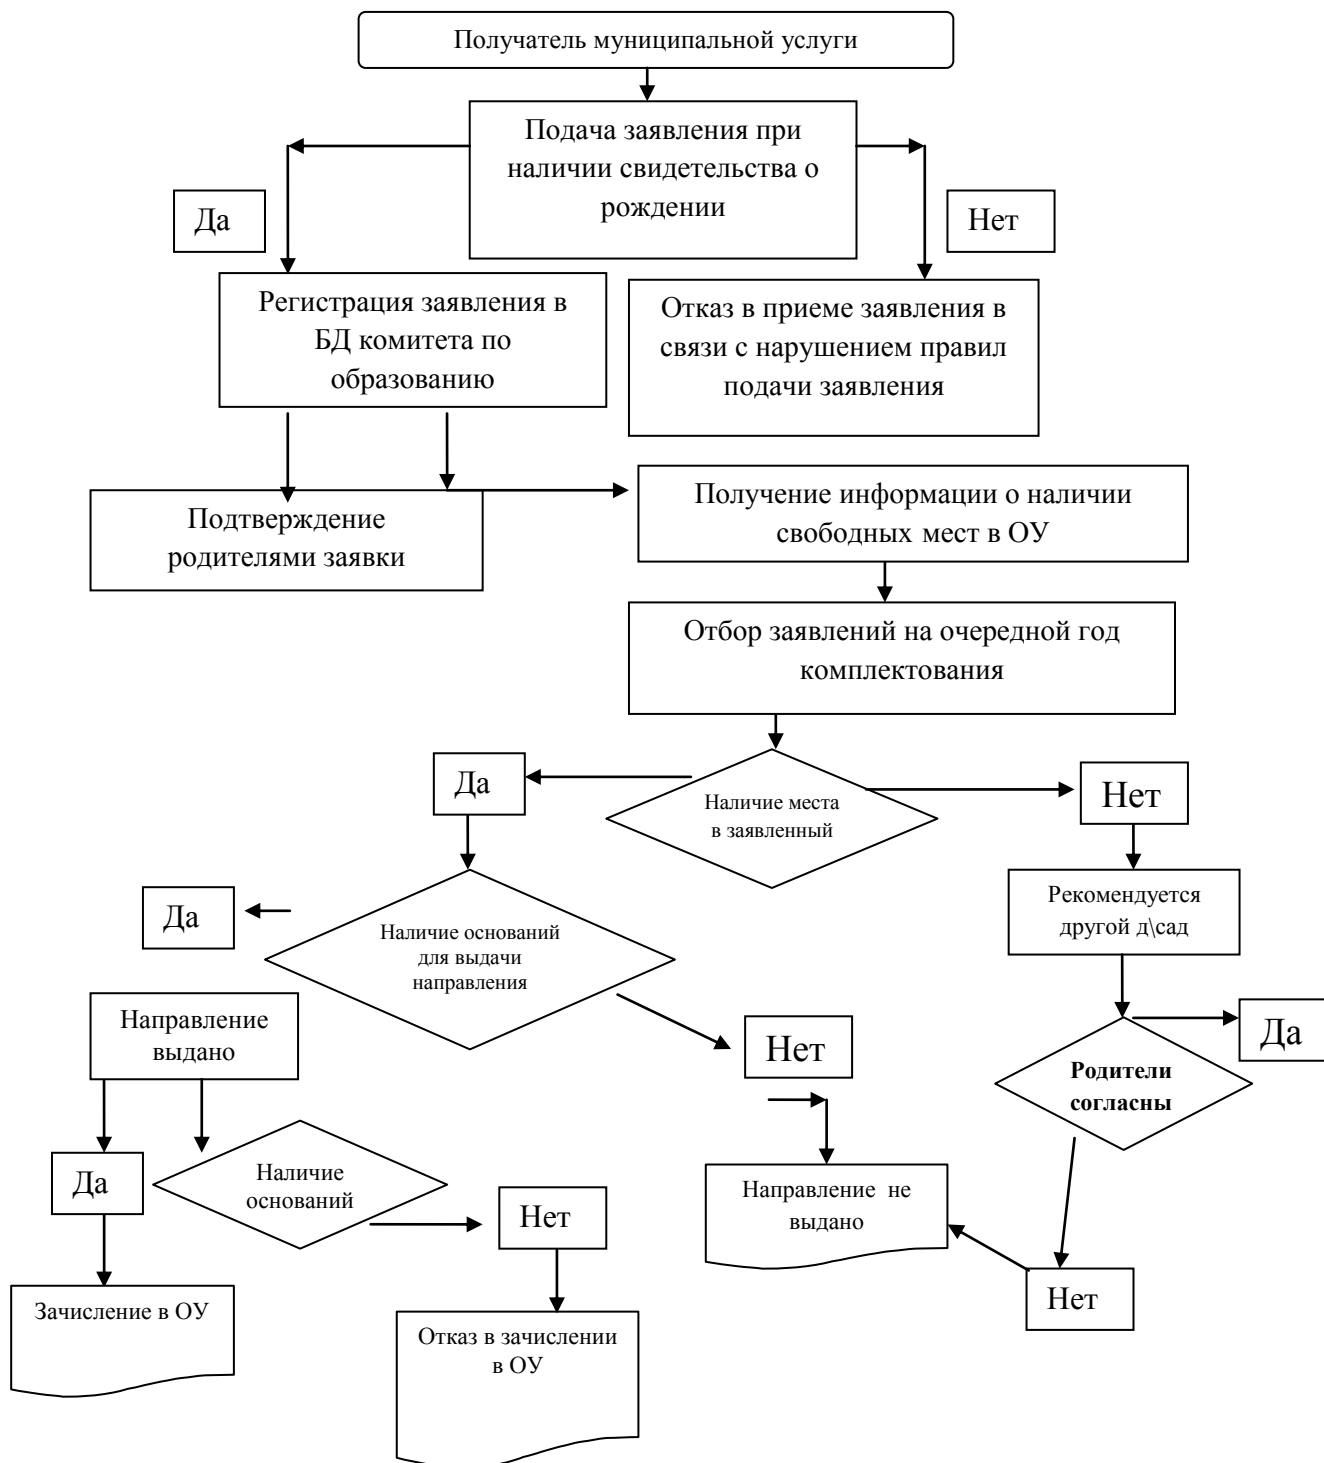 Получатель муниципальной услуги
Подача заявления при
наличии свидетельства о
рождении
Да
Нет
Регистрация заявления в
БД комитета по
образованию
Отказ в приеме заявления в
связи с нарушением правил
подачи заявления
Получение информации о наличии
свободных мест в ОУ
Подтверждение
родителями заявки
Отбор заявлений на очередной год
комплектования
Да
Наличие места
в заявленный
Нет
Да
Наличие оснований
для выдачи
направления
Рекомендуется
другой д\сад
Направление
выдано
Нет
Да
Родители
согласны
Да
Наличие
оснований
Нет
Направление не
выдано
Нет
Зачисление в ОУ
Отказ в зачислении
в ОУ